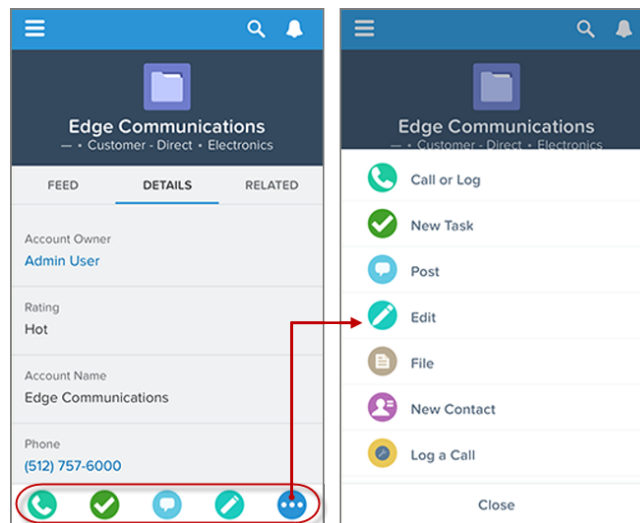 Edge Communications
— • Customer - Direct • Electronics
FEED DETAILS RELATED
Account Owner
Admin User
Rating
Hot
Account Name
Edge Communications
Phone
(512) 757-6000
Edge Communications
— • Customer - Direct • Electronics
Call or Log
New Task
Post
Edit
File
New Contact
Log a Call
Close